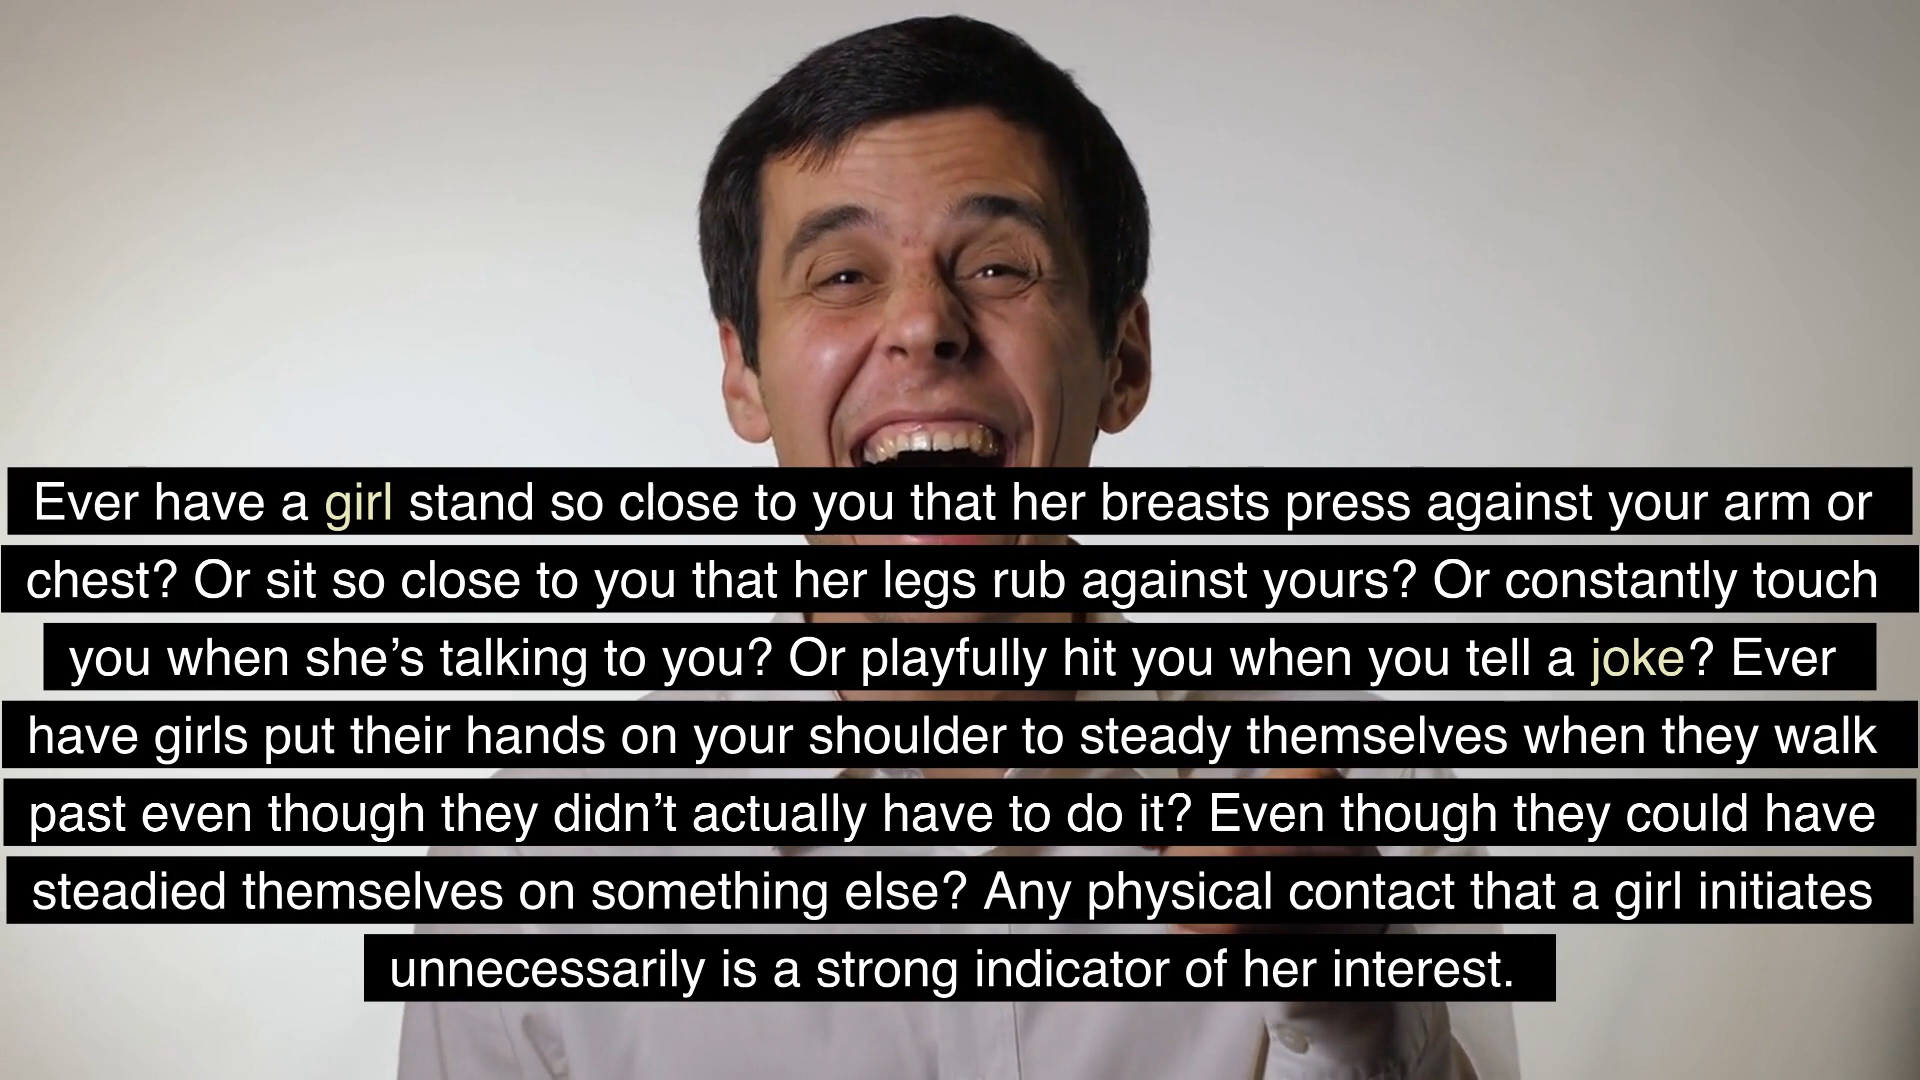 Ever have a girl stand so close to you that her breasts press against your arm or
chest? Or sit so close to you that her legs rub against yours? Or constantly touch
you when she’s talking to you? Or playfully hit you when you tell a joke? Ever
have girls put their hands on your shoulder to steady themselves when they walk
past even though they didn’t actually have to do it? Even though they could have
steadied themselves on something else? Any physical contact that a girl initiates
unnecessarily is a strong indicator of her interest.